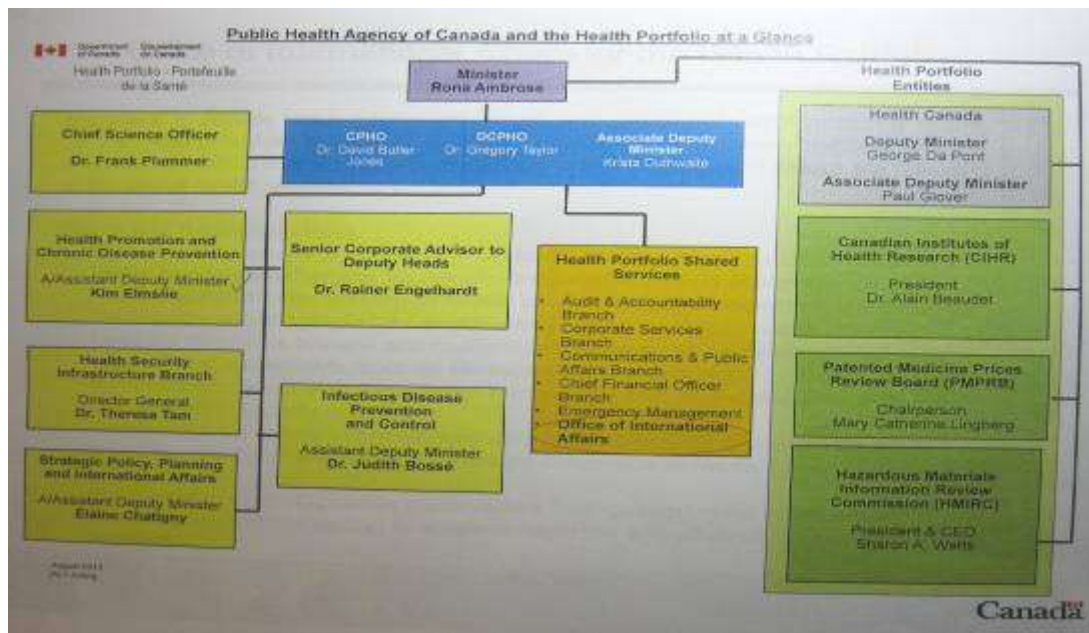 Public Health Agency of Canada and the Health Portfolio at a Glance
Government of Canada
Gouvernement du Canada
Health Portfolio - Portefeuille
de la Santé
Minister
Rona Ambrose
Chief Science Officer
Dr. Frank Plummer
CPHO
Dr. David Butler
Jones
DCPHO
Dr. Gregory Taylor
Associate Deputy
Minister
Krista Outhwaite
Health Promotion and
Chronic Disease Prevention
A/Assistant Deputy Minister
Kim Elmslie
Senior Corporate Advisor to
Deputy Heads
Dr. Rainer Engelhardt
Health Security
Infrastructure Branch
Director General
Dr. Theresa Tam
Infectious Disease
Prevention
and Control
Assistant Deputy Minister
Dr. Judith Bossé
Strategic Policy, Planning
and International Affairs
A/Assistant Deputy Minister
Elaine Chatigny
Health Portfolio Shared
Services
• Audit & Accountability
Branch
• Corporate Services
Branch
• Communications & Public
Affairs Branch
• Chief Financial Officer
Branch
• Emergency Management
• Office of International
Affairs
Health Portfolio
Entities
Health Canada
Deputy Minister
George Da Pont
Associate Deputy Minister
Paul Glover
Canadian Institutes of
Health Research (CIHR)
President
Dr. Alain Beaudet
Patented Medicine Prices
Review Board (PMPRB)
Chairperson
Mary Catherine Lindberg
Hazardous Materials
Information Review
Commission (HMIRC)
President & CEO
Sharon A. Watts
August
Canada